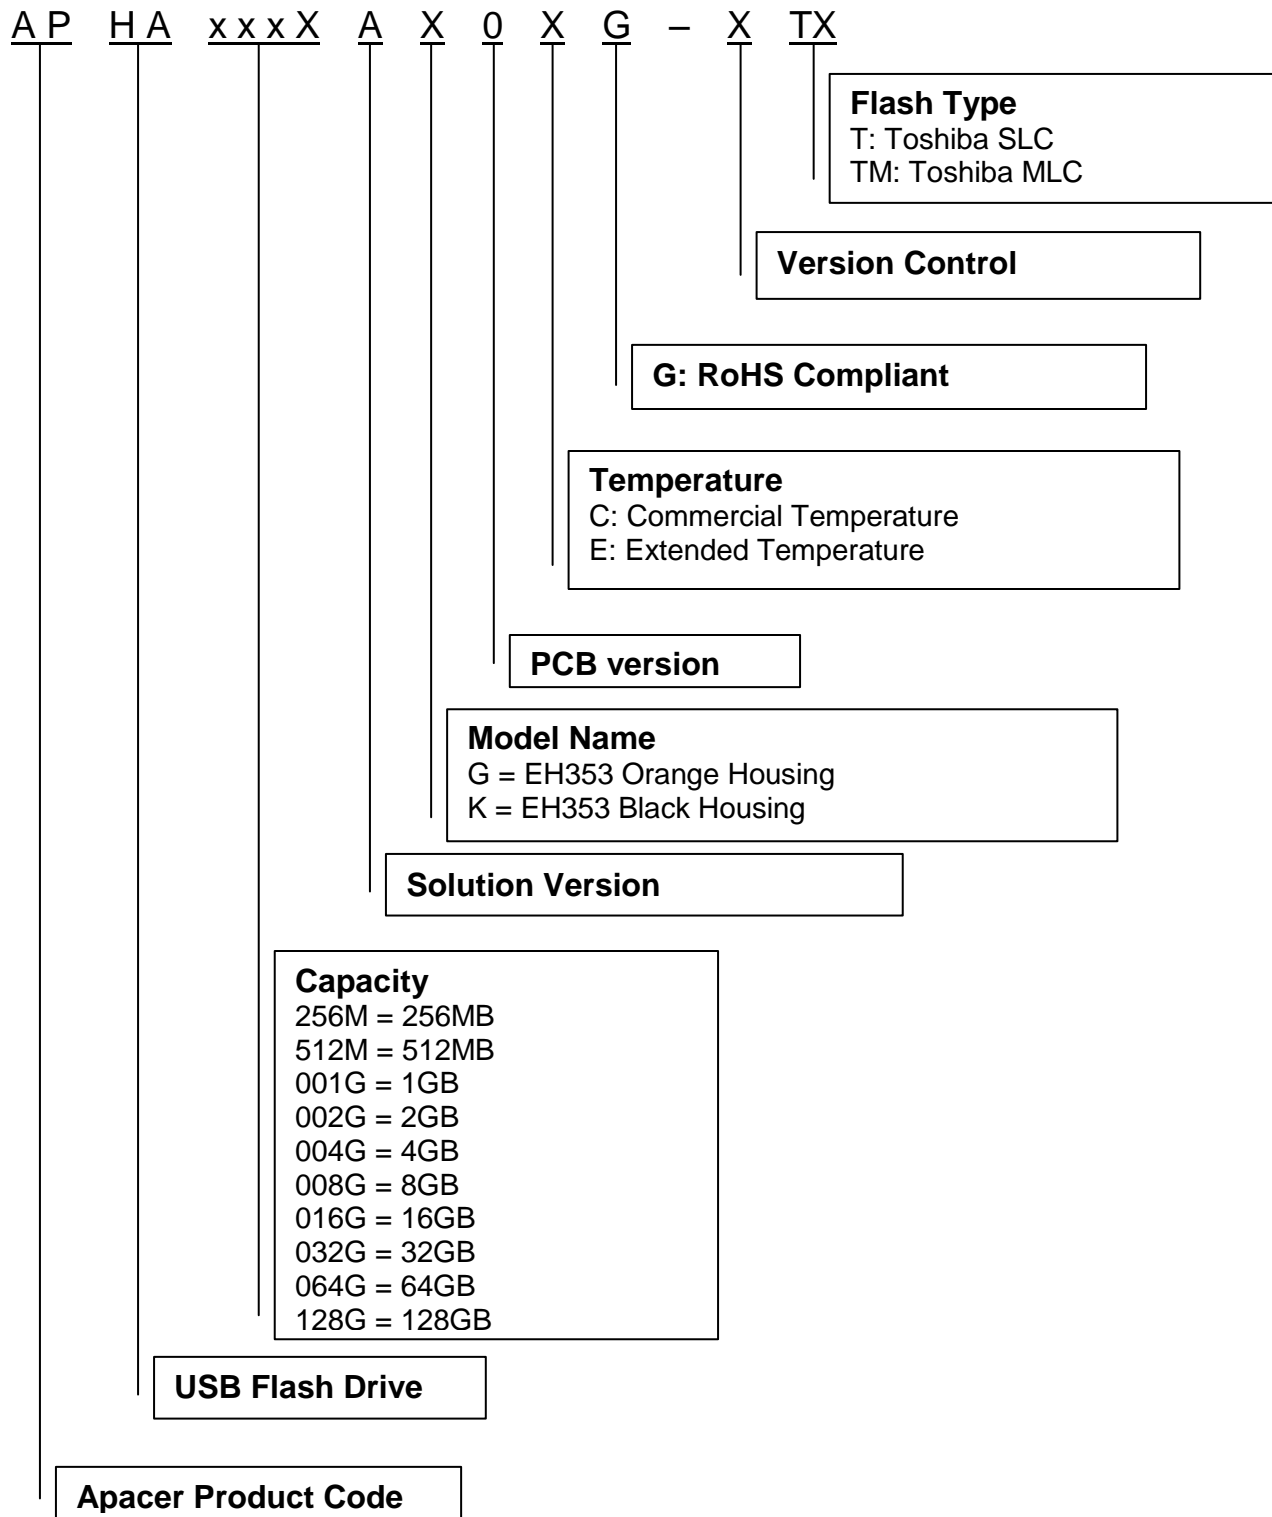 A P H A x x x X A X 0 X G – X TX
Flash Type
T: Toshiba SLC
TM: Toshiba MLC
Version Control
G: RoHS Compliant
Temperature
C: Commercial Temperature
E: Extended Temperature
PCB version
Model Name
G = EH353 Orange Housing
K = EH353 Black Housing
Solution Version
Capacity
256M = 256MB
512M = 512MB
001G = 1GB
002G = 2GB
004G = 4GB
008G = 8GB
016G = 16GB
032G = 32GB
064G = 64GB
128G = 128GB
USB Flash Drive
Apacer Product Code